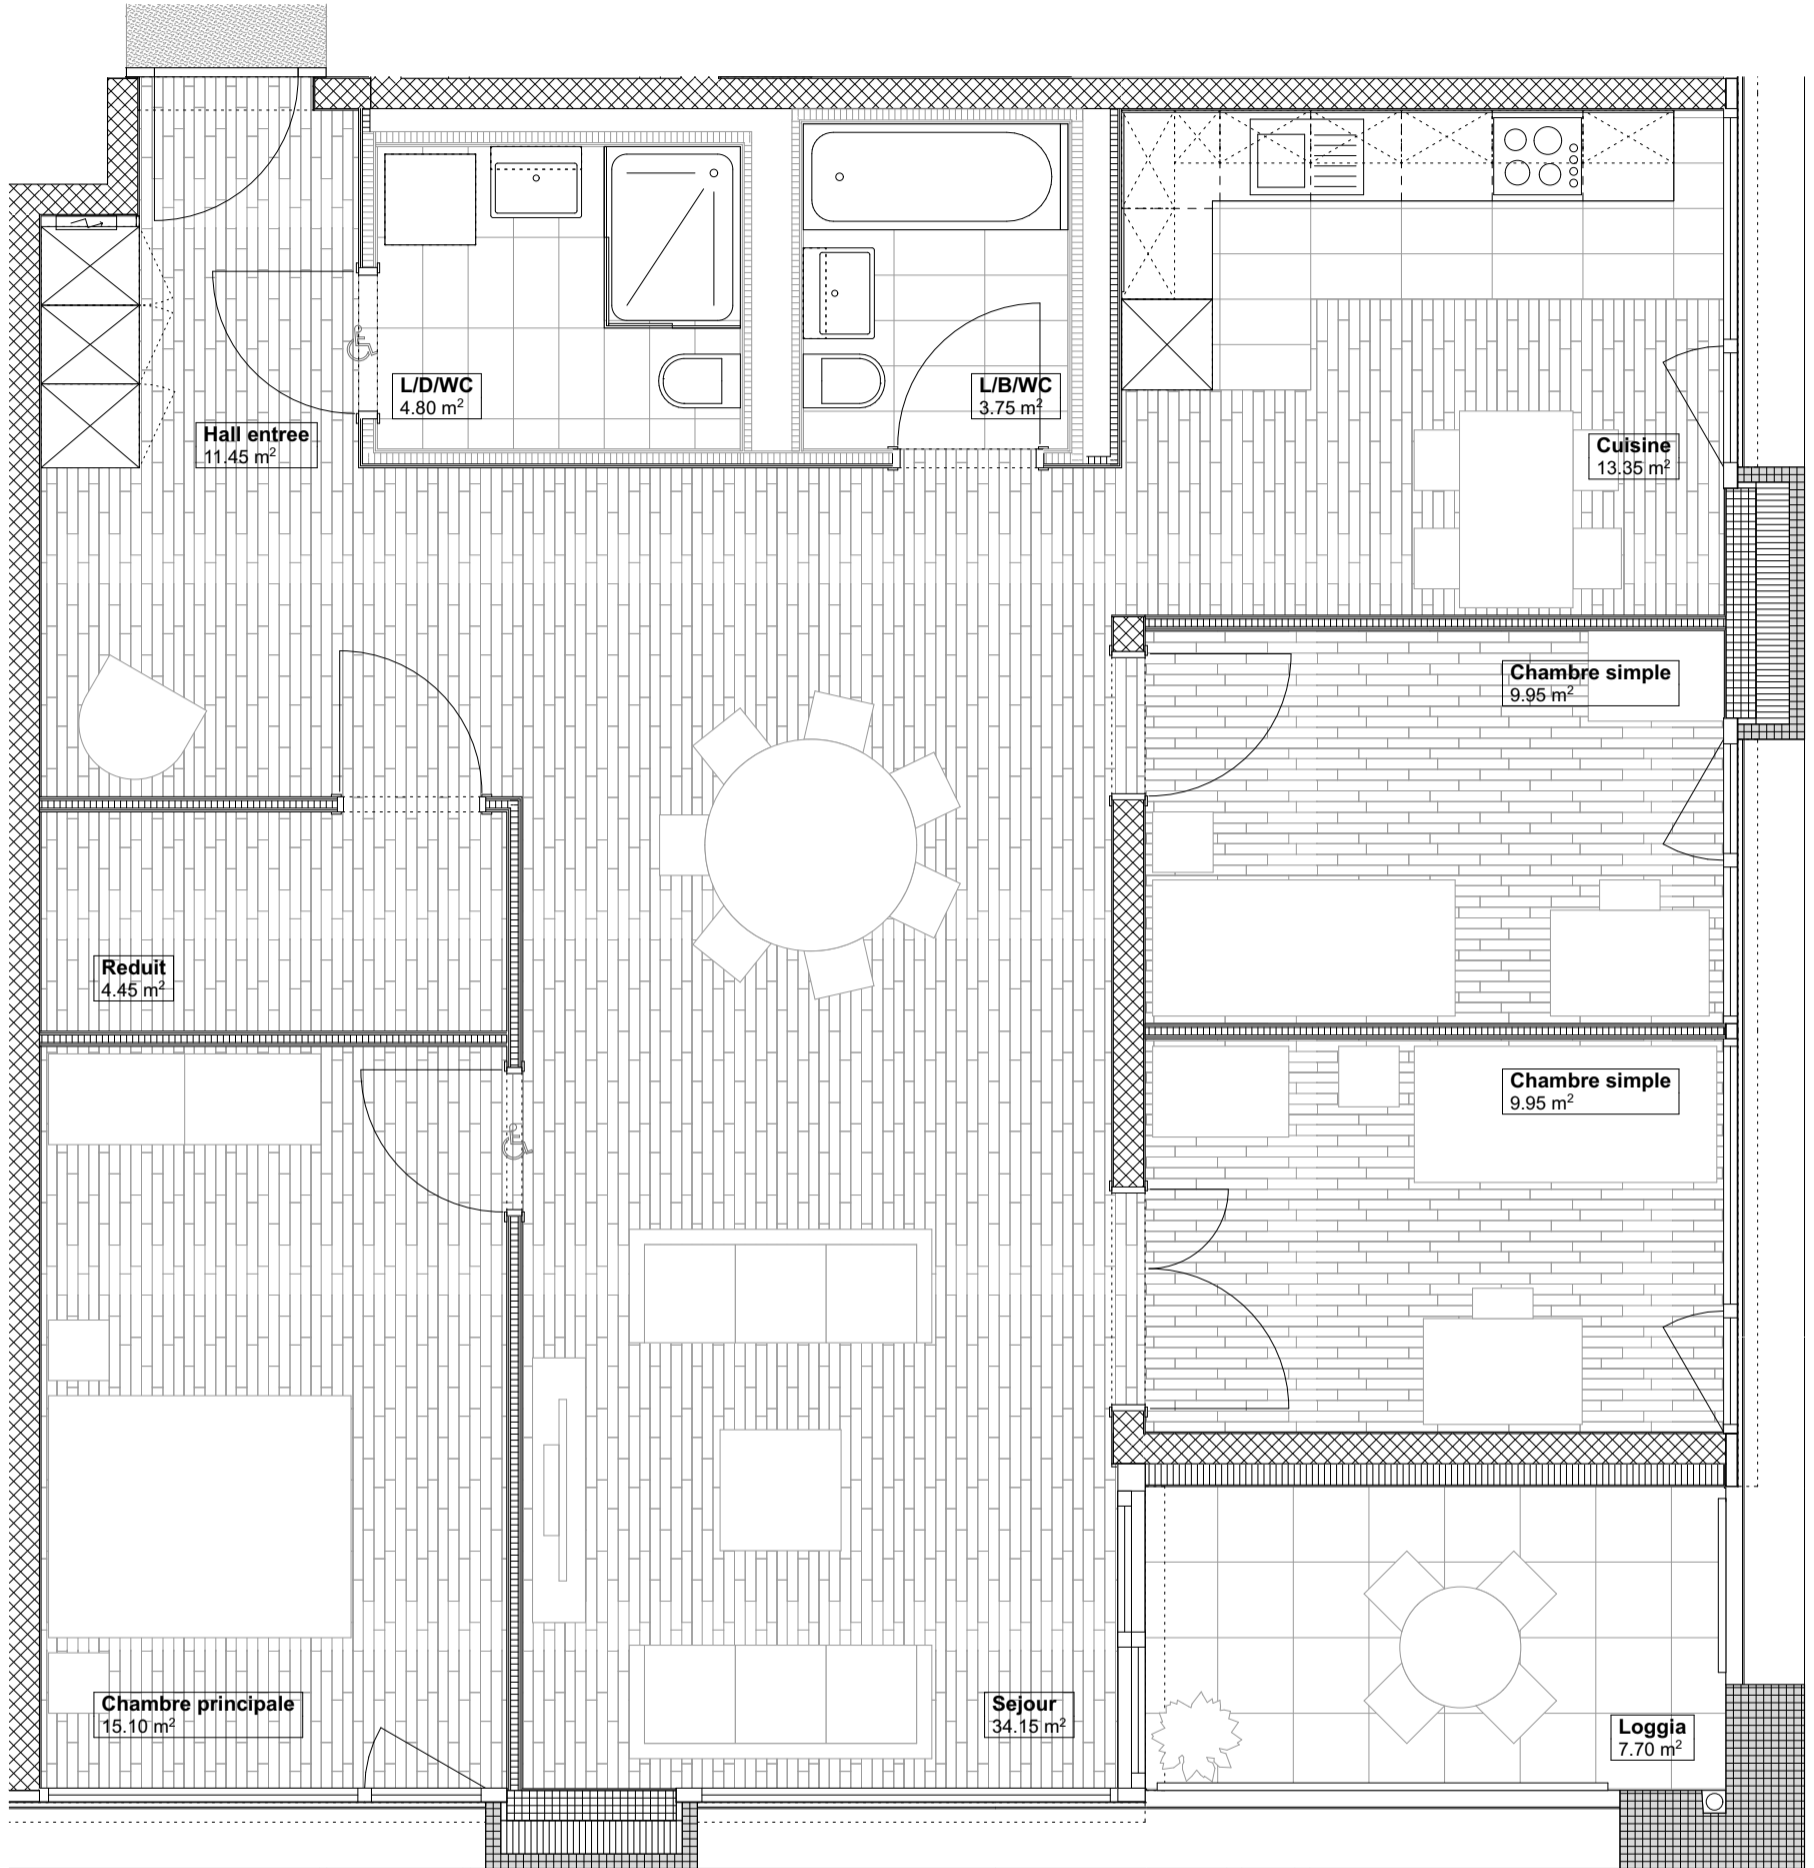 L/D/WC
4.80 m²
L/B/WC
3.75 m²
Hall entree
11.45 m²
Cuisine
13.35 m²
Chambre simple
9.95 m²
Reduit
4.45 m²
Chambre simple
9.95 m²
Chambre principale
15.10 m²
Sejour
34.15 m²
Loggia
7.70 m²